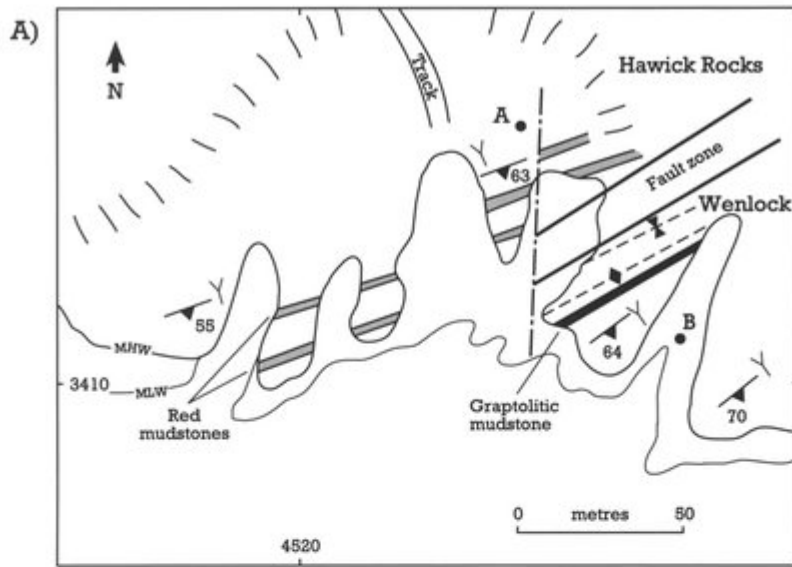 A)
N
Track
Hawick Rocks
A
Y
63
Fault zone
Wenlock
Y
55
Y
64
B
Y
70
MHW
MLW
3410
Red
mudstones
Graptolitic
mudstone
0 metres 50
4520